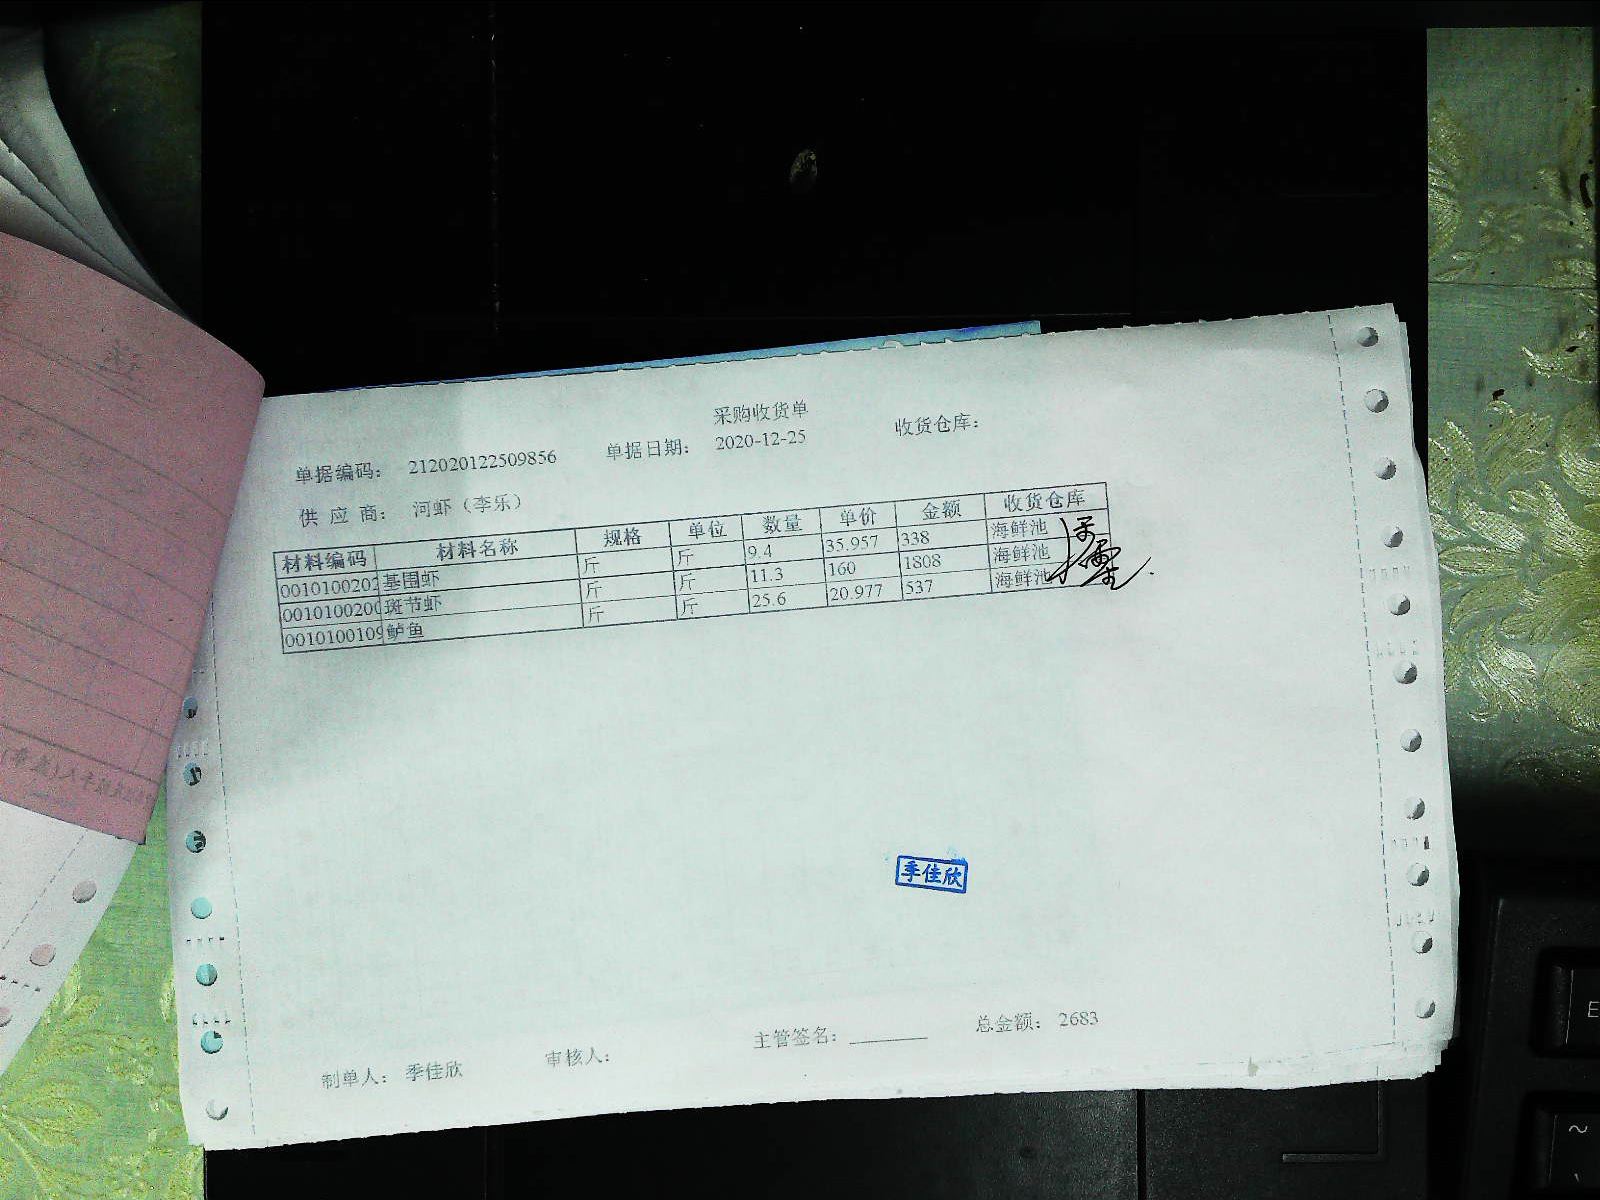 采购收货单
单据编码： 212020122509856 单据日期： 2020-12-25 收货仓库：
供 应 商： 河虾（李乐）
材料编码 材料名称 规格 单位 数量 单价 金额 收货仓库
0010100202 基围虾 斤 斤 9.4 35.957 338 海鲜池
0010100200 斑节虾 斤 斤 11.3 160 1808 海鲜池
0010100109 鲈鱼 斤 斤 25.6 20.977 537 海鲜池
季佳欣
制单人： 季佳欣 审核人： 主管签名： 总金额： 2683
E
~